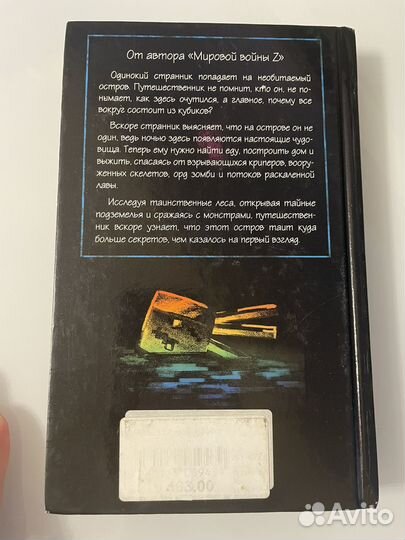 От автора «Мировой войны Z»
Одинокий странник попадает на необитаемый
остров. Путешественник не помнит, кто он, не по-
нимает, как здесь очутился, а главное, почему все
вокруг состоит из кубиков?
Вскоре странник выясняет, что на острове он не
один, ведь ночью здесь появляются настоящие чудо-
вища. Теперь ему нужно найти еду, построить дом и
выжить, спасаясь от взрывающихся криперов, воору-
женных скелетов, орд зомби и потоков раскаленной
лавы.
Исследуя таинственные леса, открывая тайные
подземелья и сражаясь с монстрами, путешествен-
ник вскоре узнает, что этот остров таит куда
больше секретов, чем казалось на первый взгляд.
463.00
Avito